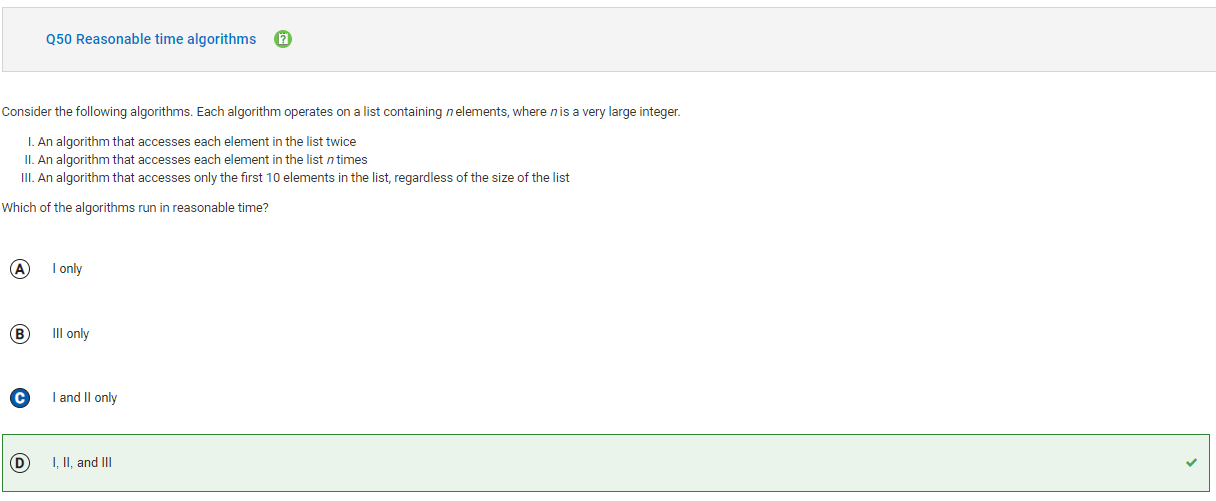 Q50 Reasonable time algorithms ?
Consider the following algorithms. Each algorithm operates on a list containing n elements, where n is a very large integer.
I. An algorithm that accesses each element in the list twice
II. An algorithm that accesses each element in the list n times
III. An algorithm that accesses only the first 10 elements in the list, regardless of the size of the list
Which of the algorithms run in reasonable time?
A I only
B III only
C I and II only
D I, II, and III